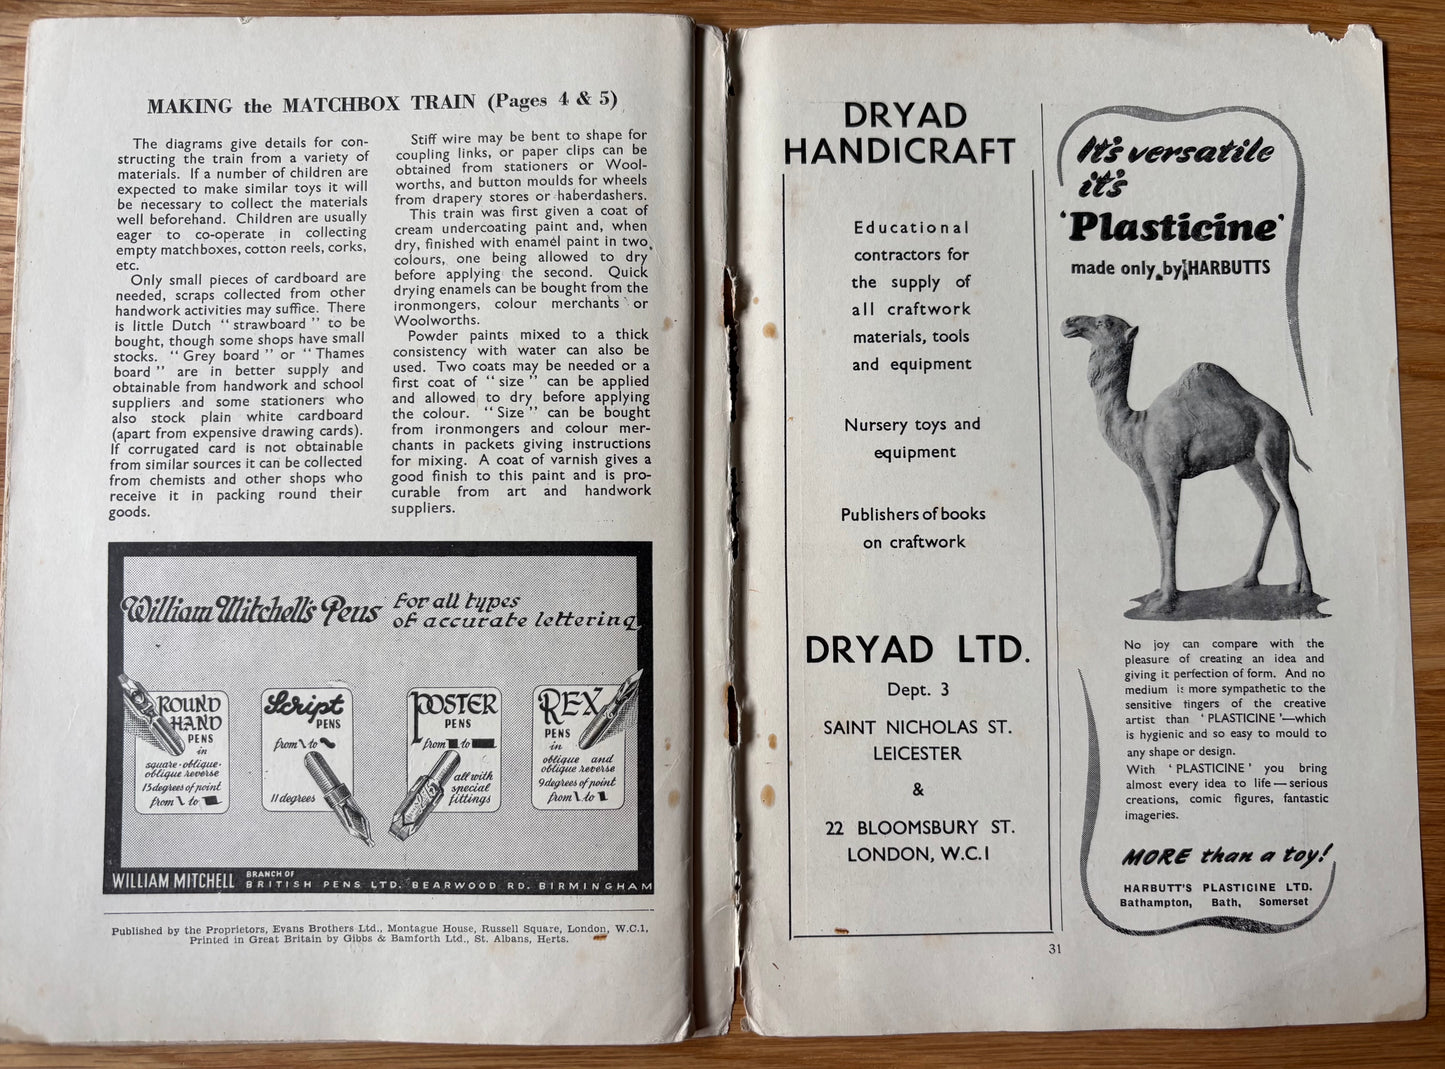 MAKING the MATCHBOX TRAIN (Pages 4 & 5)
The diagrams give details for con-
structing the train from a variety of
materials. If a number of children are
expected to make similar toys it will
be necessary to collect the materials
well beforehand. Children are usually
eager to co-operate in collecting
empty matchboxes, cotton reels, corks,
etc.
Only small pieces of cardboard are
needed, scraps collected from other
handwork activities may suffice. There
is little Dutch "strawboard" to be
bought, though some shops have small
stocks. "Grey board" or "Thames
board" are in better supply and
obtainable from handwork and school
suppliers and some stationers who
also stock plain white cardboard
(apart from expensive drawing cards).
If corrugated card is not obtainable
from similar sources it can be collected
from chemists and other shops who
receive it in packing round their
goods.
Stiff wire may be bent to shape for
coupling links, or paper clips can be
obtained from stationers or Wool-
worths, and button moulds for wheels
from drapery stores or haberdashers.
This train was first given a coat of
cream undercoating paint and, when
dry, finished with enamel paint in two
colours, one being allowed to dry
before applying the second. Quick
drying enamels can be bought from the
ironmongers, colour merchants or
Woolworths.
Powder paints mixed to a thick
consistency with water can also be
used. Two coats may be needed or a
first coat of "size" can be applied
and allowed to dry before applying
the colour. "Size" can be bought
from ironmongers and colour mer-
chants in packets giving instructions
for mixing. A coat of varnish gives a
good finish to this paint and is pro-
curable from art and handwork
suppliers.
William Mitchell's Pens
For all types
of accurate lettering
ROUND
HAND
PENS
in
square·oblique·
oblique reverse
15 degrees of point
from to
Script
PENS
from to
11 degrees
POSTER
PENS
from to
all with
special
fittings
REX
PENS
in
oblique and
oblique reverse
9 degrees of point
from to
WILLIAM MITCHELL BRANCH OF
BRITISH PENS LTD. BEARWOOD RD. BIRMINGHAM
Published by the Proprietors, Evans Brothers Ltd., Montague House, Russell Square, London, W.C.1,
Printed in Great Britain by Gibbs & Bamforth Ltd., St. Albans, Herts.
DRYAD
HANDICRAFT
Educational
contractors for
the supply of
all craftwork
materials, tools
and equipment
Nursery toys and
equipment
Publishers of books
on craftwork
DRYAD LTD.
Dept. 3
SAINT NICHOLAS ST.
LEICESTER
&
22 BLOOMSBURY ST.
LONDON, W.C.1
It's versatile
it's
'Plasticine'
made only by HARBUTTS
No joy can compare with the
pleasure of creating an idea and
giving it perfection of form. And no
medium is more sympathetic to the
sensitive fingers of the creative
artist than 'PLASTICINE'—which
is hygienic and so easy to mould to
any shape or design.
With 'PLASTICINE' you bring
almost every idea to life—serious
creations, comic figures, fantastic
imageries.
MORE than a toy!
HARBUTT'S PLASTICINE LTD.
Bathampton, Bath, Somerset
31